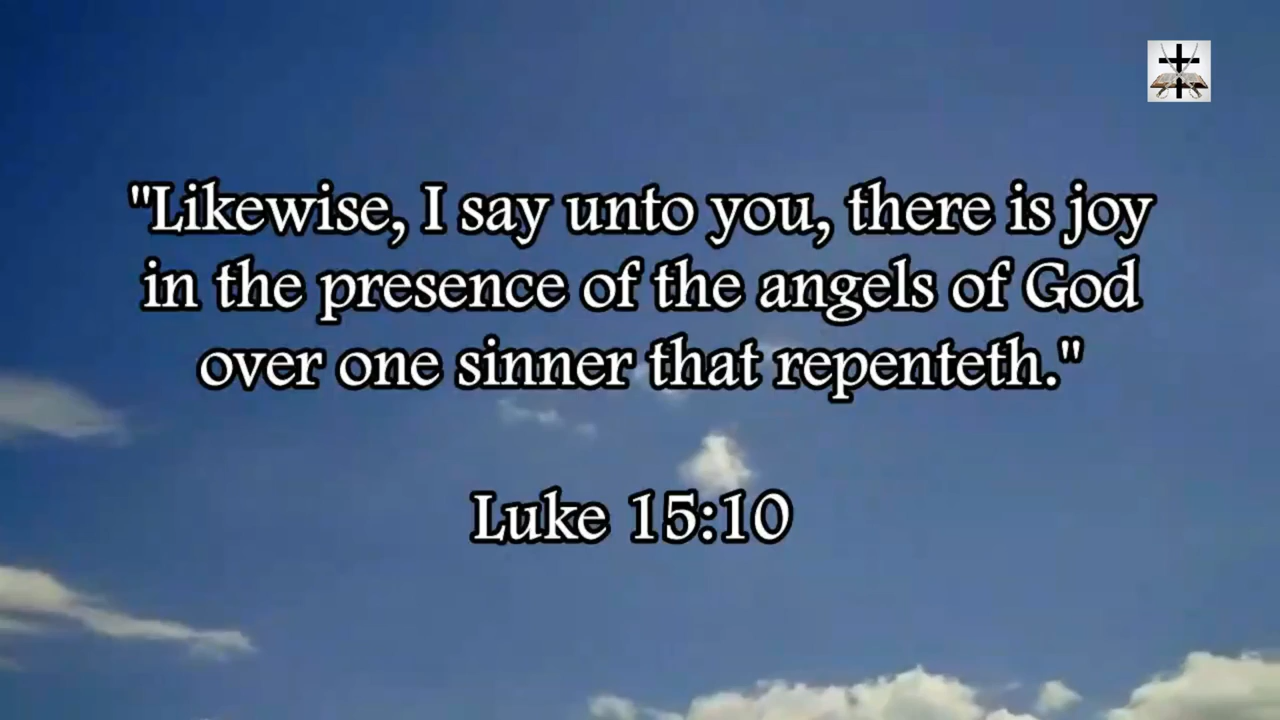 "Likewise, I say unto you, there is joy
in the presence of the angels of God
over one sinner that repenteth."
Luke 15:10